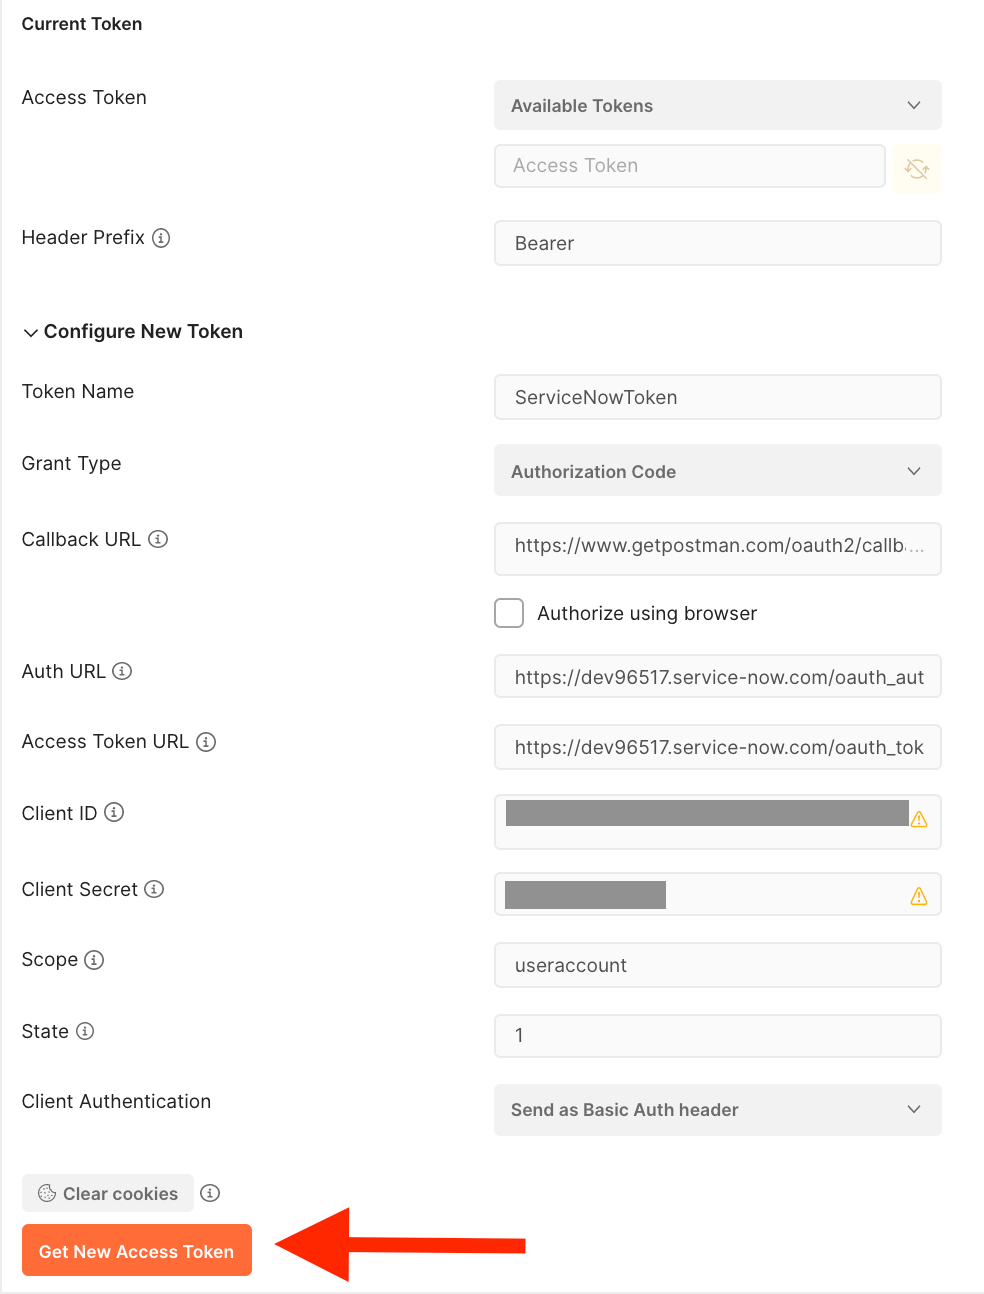 Current Token
Access Token
Available Tokens
Access Token
Header Prefix
Bearer
Configure New Token
Token Name
ServiceNowToken
Grant Type
Authorization Code
Callback URL
https://www.getpostman.com/oauth2/callb...
Authorize using browser
Auth URL
https://dev96517.service-now.com/oauth_aut
Access Token URL
https://dev96517.service-now.com/oauth_tok
Client ID
Client Secret
Scope
useraccount
State
1
Client Authentication
Send as Basic Auth header
Clear cookies
Get New Access Token